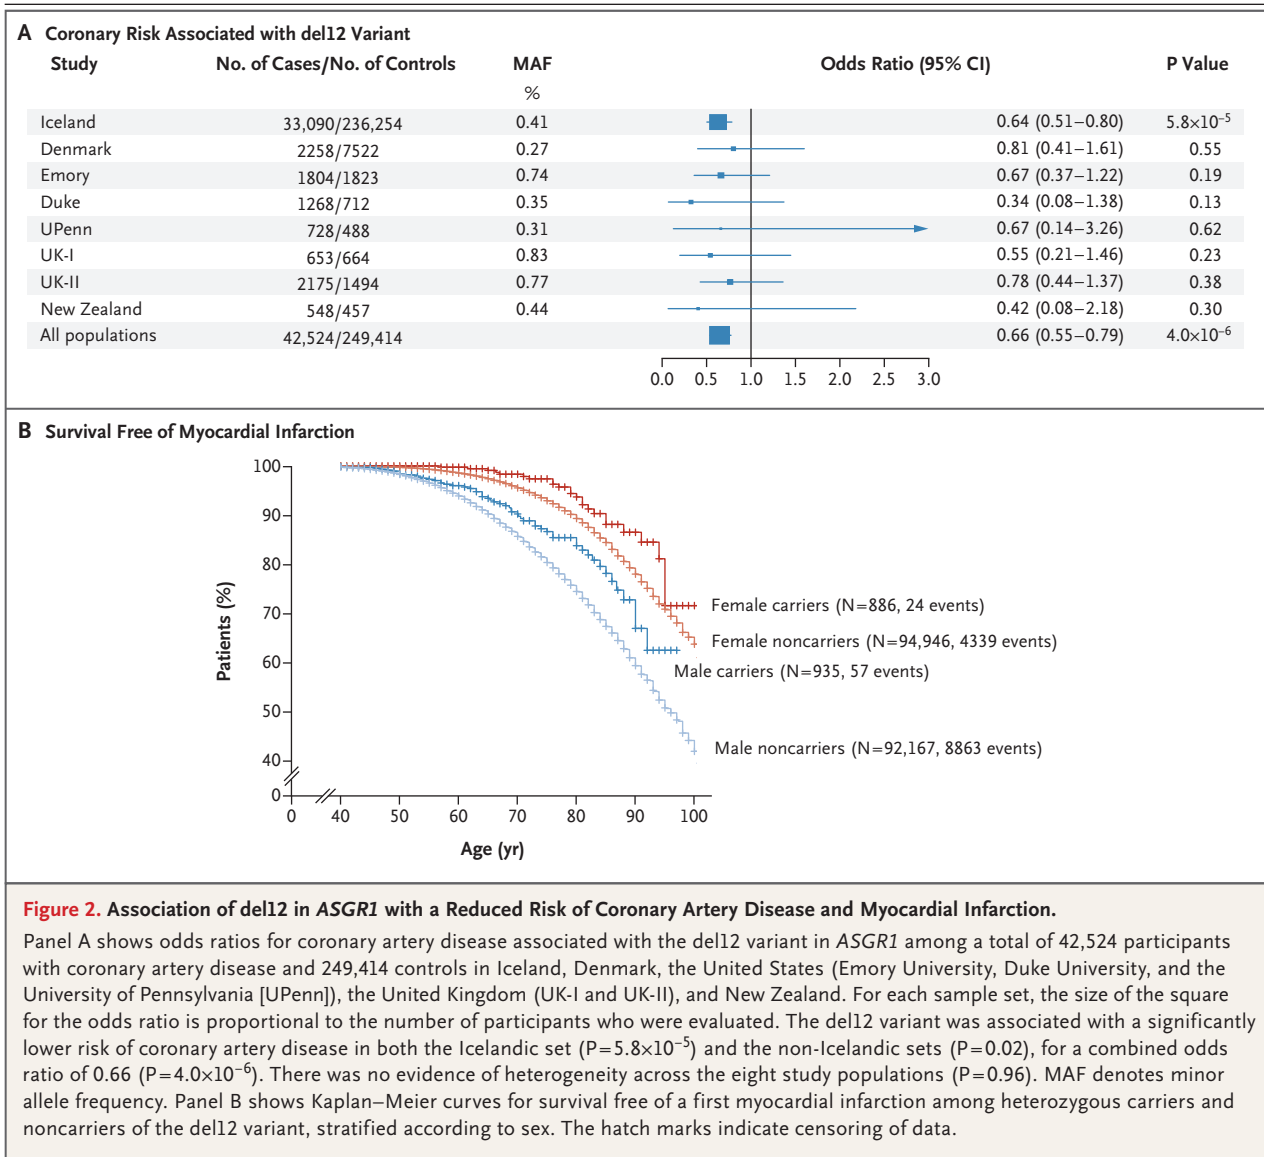 A Coronary Risk Associated with del12 Variant
Study No. of Cases/No. of Controls MAF Odds Ratio (95% CI) P Value
%
Iceland 33,090/236,254 0.41 0.64 (0.51–0.80) 5.8×10⁻⁵
Denmark 2258/7522 0.27 0.81 (0.41–1.61) 0.55
Emory 1804/1823 0.74 0.67 (0.37–1.22) 0.19
Duke 1268/712 0.35 0.34 (0.08–1.38) 0.13
UPenn 728/488 0.31 0.67 (0.14–3.26) 0.62
UK-I 653/664 0.83 0.55 (0.21–1.46) 0.23
UK-II 2175/1494 0.77 0.78 (0.44–1.37) 0.38
New Zealand 548/457 0.44 0.42 (0.08–2.18) 0.30
All populations 42,524/249,414 0.66 (0.55–0.79) 4.0×10⁻⁶
0.0 0.5 1.0 1.5 2.0 2.5 3.0
B Survival Free of Myocardial Infarction
Patients (%)
100
90
80
70
60
50
40
0
Female carriers (N=886, 24 events)
Female noncarriers (N=94,946, 4339 events)
Male carriers (N=935, 57 events)
Male noncarriers (N=92,167, 8863 events)
0 40 50 60 70 80 90 100
Age (yr)
Figure 2. Association of del12 in ASGR1 with a Reduced Risk of Coronary Artery Disease and Myocardial Infarction.
Panel A shows odds ratios for coronary artery disease associated with the del12 variant in ASGR1 among a total of 42,524 participants
with coronary artery disease and 249,414 controls in Iceland, Denmark, the United States (Emory University, Duke University, and the
University of Pennsylvania [UPenn]), the United Kingdom (UK-I and UK-II), and New Zealand. For each sample set, the size of the square
for the odds ratio is proportional to the number of participants who were evaluated. The del12 variant was associated with a significantly
lower risk of coronary artery disease in both the Icelandic set (P=5.8×10⁻⁵) and the non-Icelandic sets (P=0.02), for a combined odds
ratio of 0.66 (P=4.0×10⁻⁶). There was no evidence of heterogeneity across the eight study populations (P=0.96). MAF denotes minor
allele frequency. Panel B shows Kaplan–Meier curves for survival free of a first myocardial infarction among heterozygous carriers and
noncarriers of the del12 variant, stratified according to sex. The hatch marks indicate censoring of data.